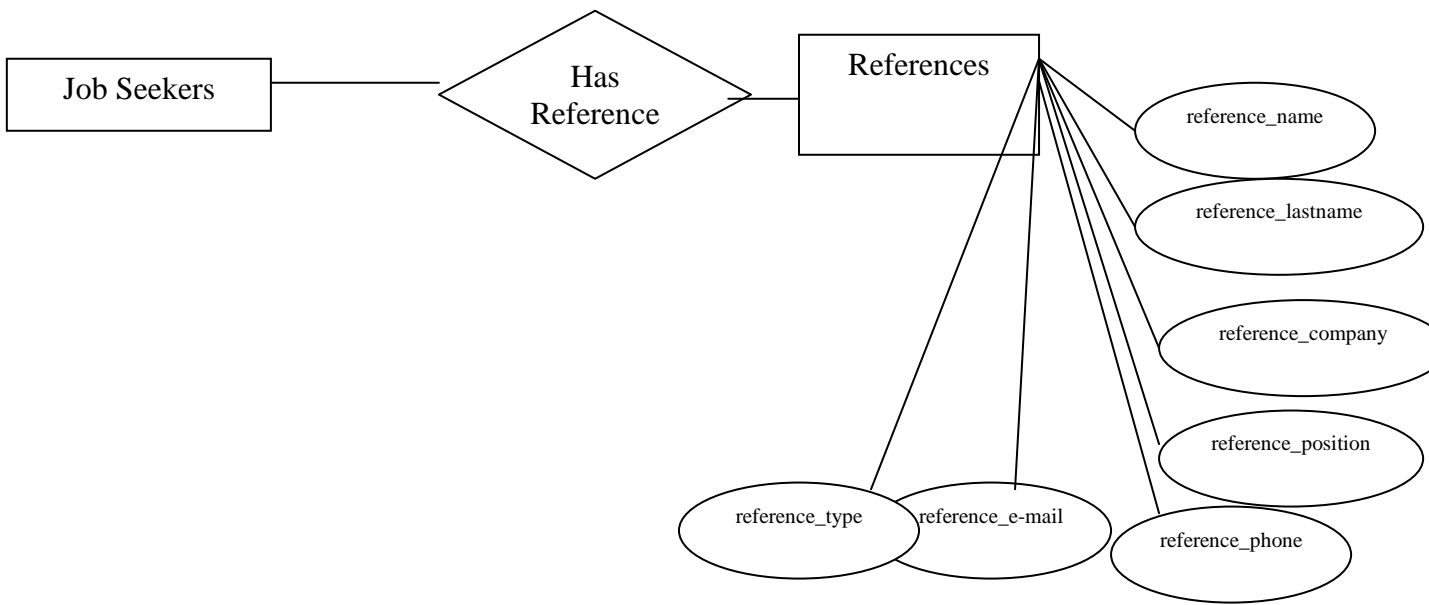 Job Seekers
Has
Reference
References
reference_name
reference_lastname
reference_company
reference_position
reference_phone
reference_e-mail
reference_type